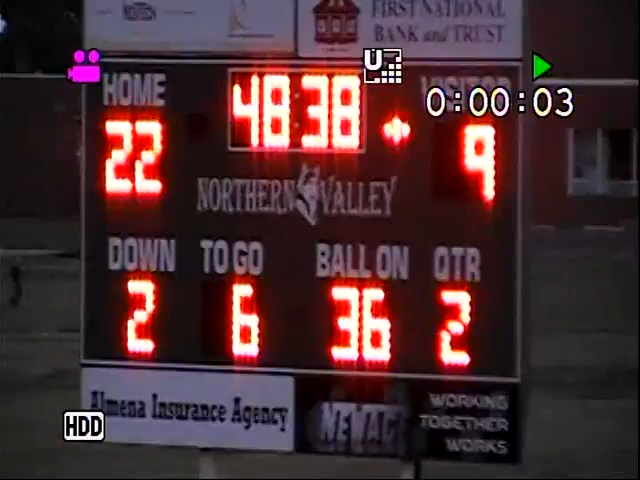 FIRST NATIONAL
BANK and TRUST
HOME 48:38 VISITOR
0:00:03
22 9
NORTHERN VALLEY
DOWN TO GO BALL ON QTR
2 6 36 2
Almena Insurance Agency
NEWAGE
WORKING
TOGETHER
WORKS
HDD